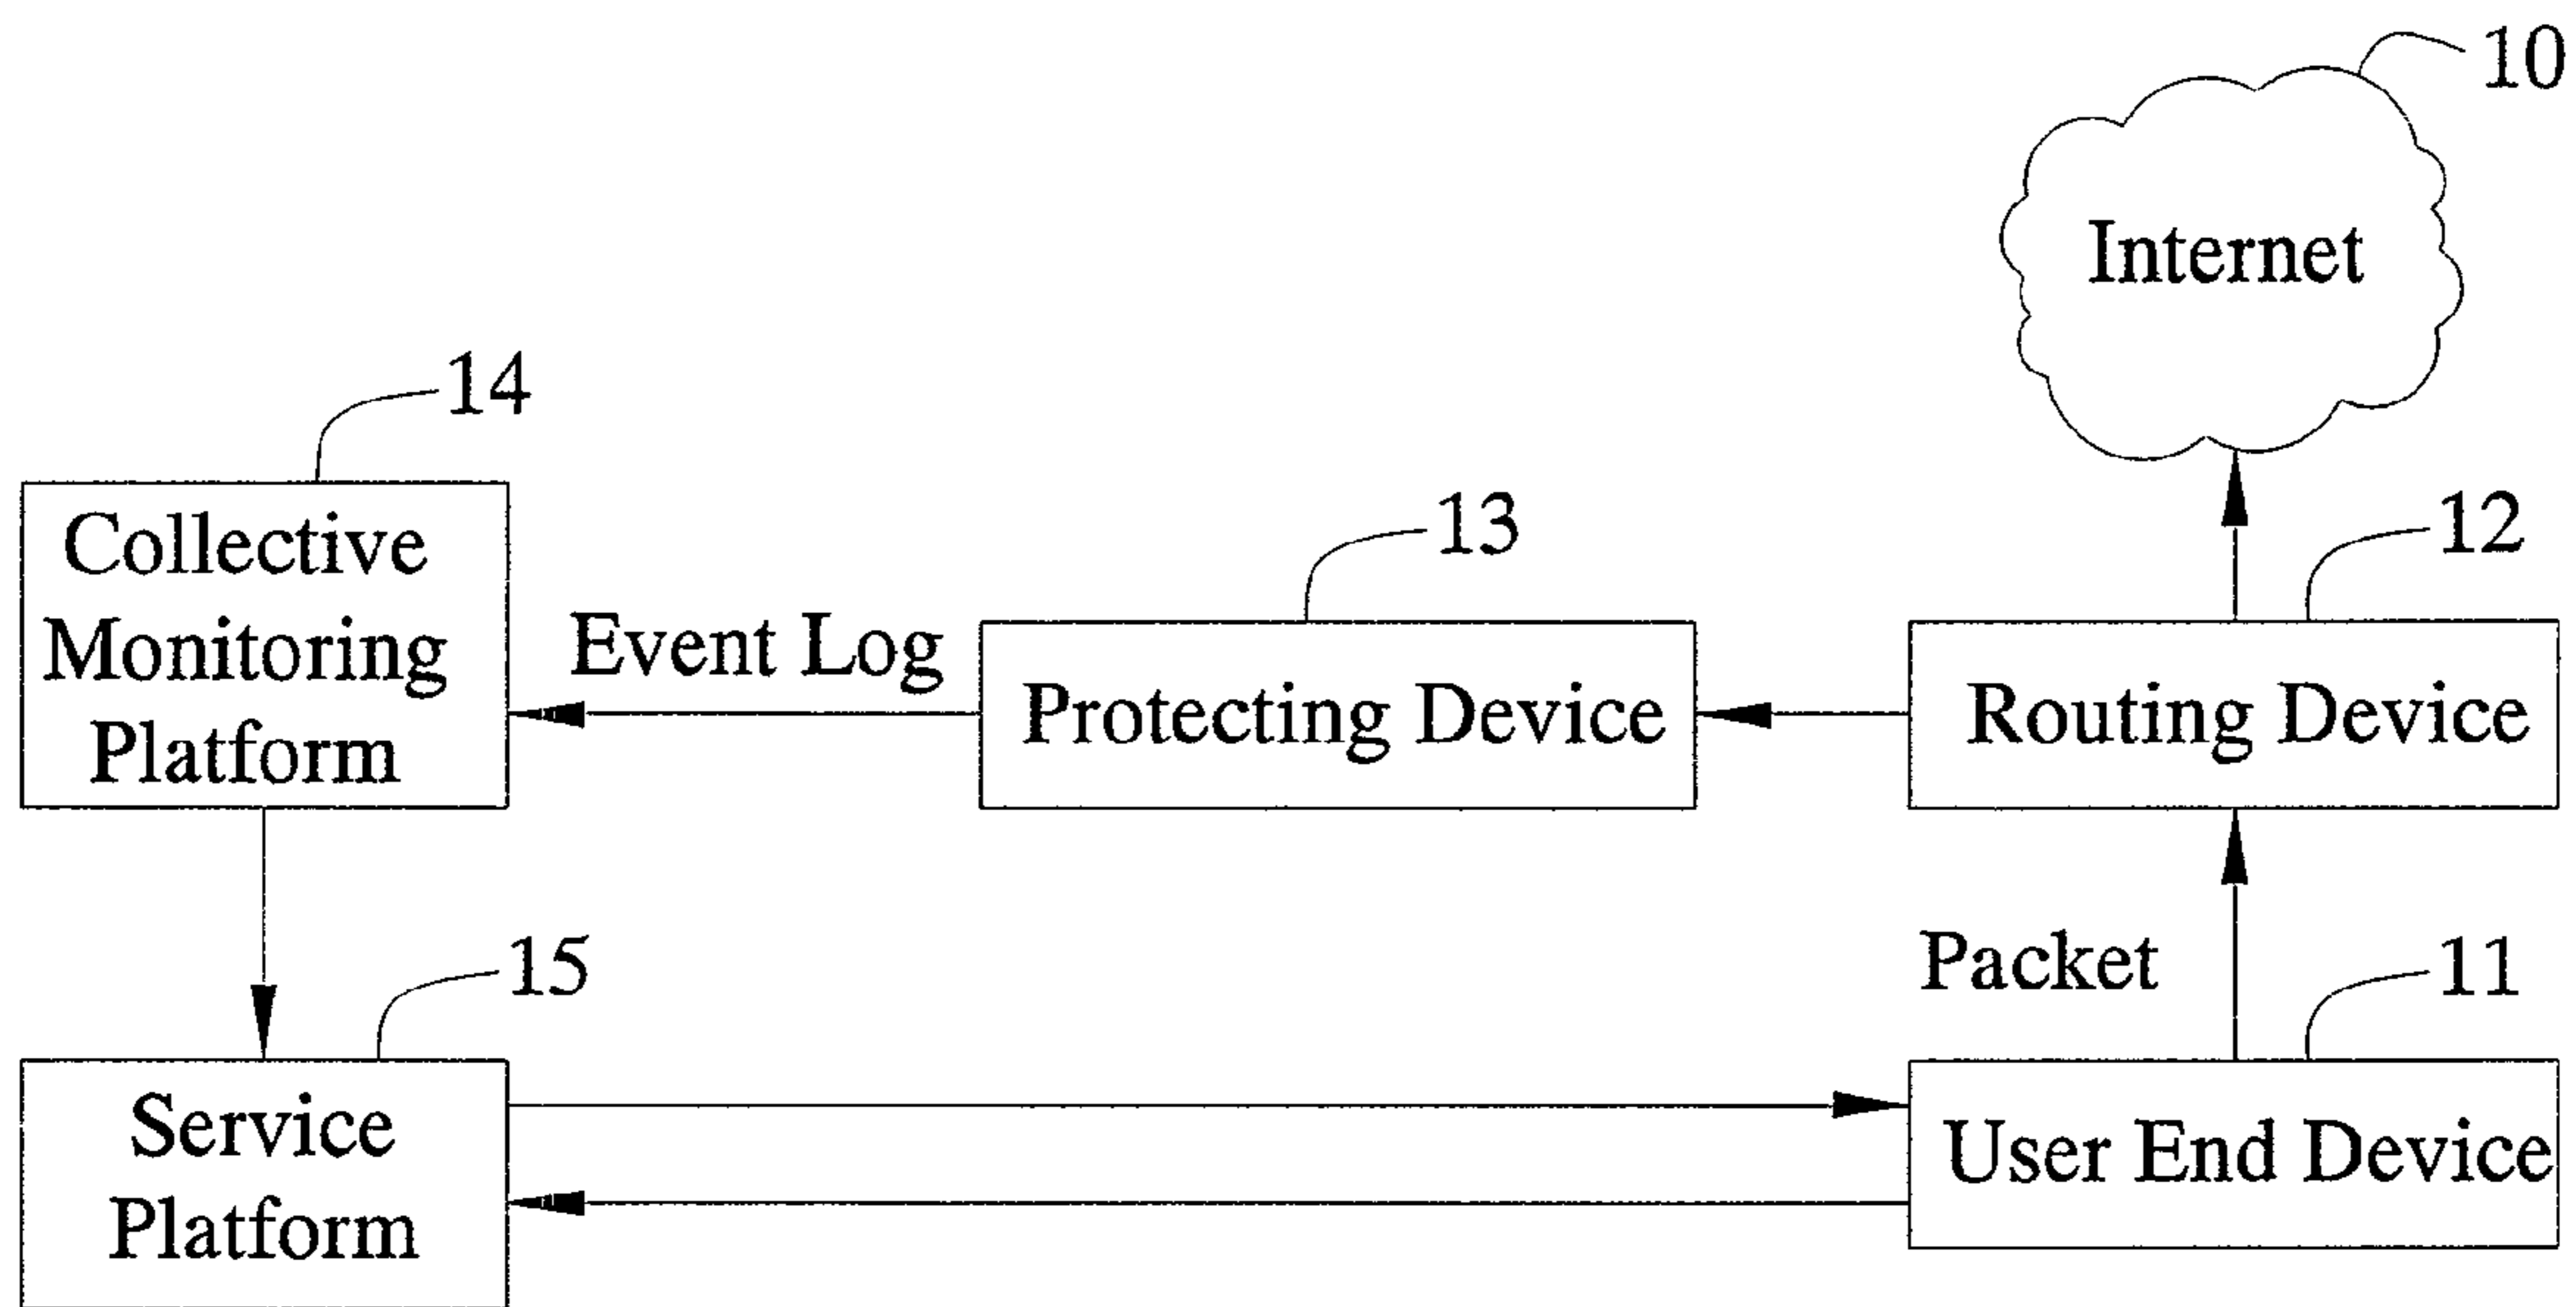 10
Internet
14
Collective
Monitoring
Platform
Event Log
13
Protecting Device
12
Routing Device
Packet
11
15
Service
Platform
User End Device